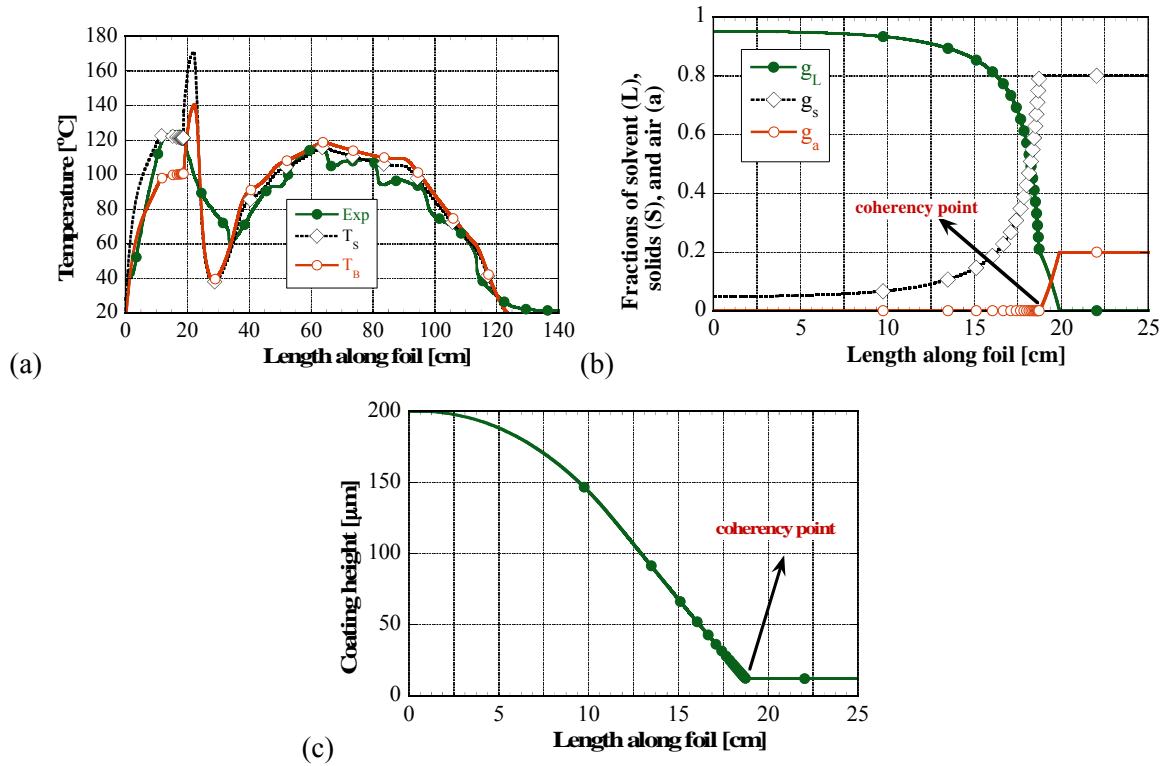 (a)
Temperature [°C]
180
160
140
120
100
80
60
40
20
0 20 40 60 80 100 120 140
Length along foil [cm]
Exp
T_S
T_B
(b)
Fractions of solvent (L),
solids (S), and air (a)
1
0.8
0.6
0.4
0.2
0
0 5 10 15 20 25
Length along foil [cm]
g_L
g_s
g_a
coherency point
(c)
Coating height [µm]
200
150
100
50
0
0 5 10 15 20 25
Length along foil [cm]
coherency point